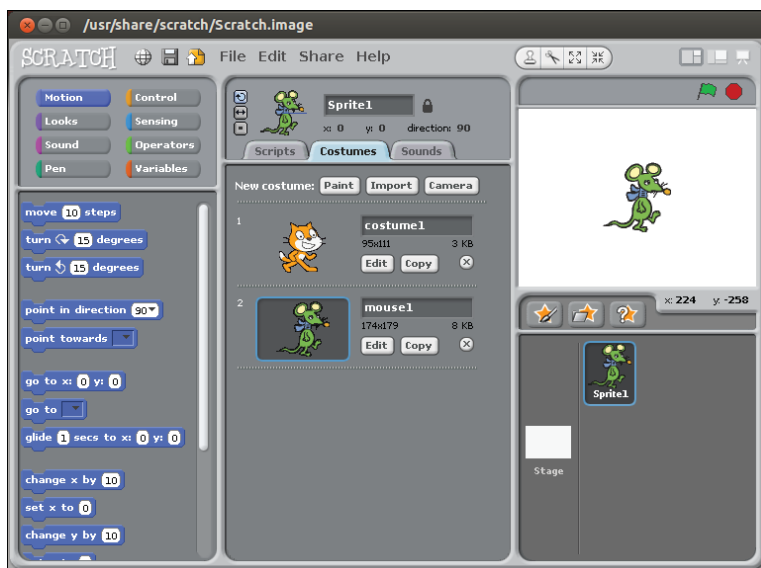 /usr/share/scratch/Scratch.image
SCRATCH File Edit Share Help
Motion Control
Looks Sensing
Sound Operators
Pen Variables
move 10 steps
turn 15 degrees
turn 15 degrees
point in direction 90
point towards
go to x: 0 y: 0
go to
glide 1 secs to x: 0 y: 0
change x by 10
set x to 0
change y by 10
Sprite1
x: 0 y: 0 direction: 90
Scripts Costumes Sounds
New costume: Paint Import Camera
1
costume1
95x111 3 KB
Edit Copy
2
mouse1
174x179 8 KB
Edit Copy
x: 224 y: -258
Sprite1
Stage